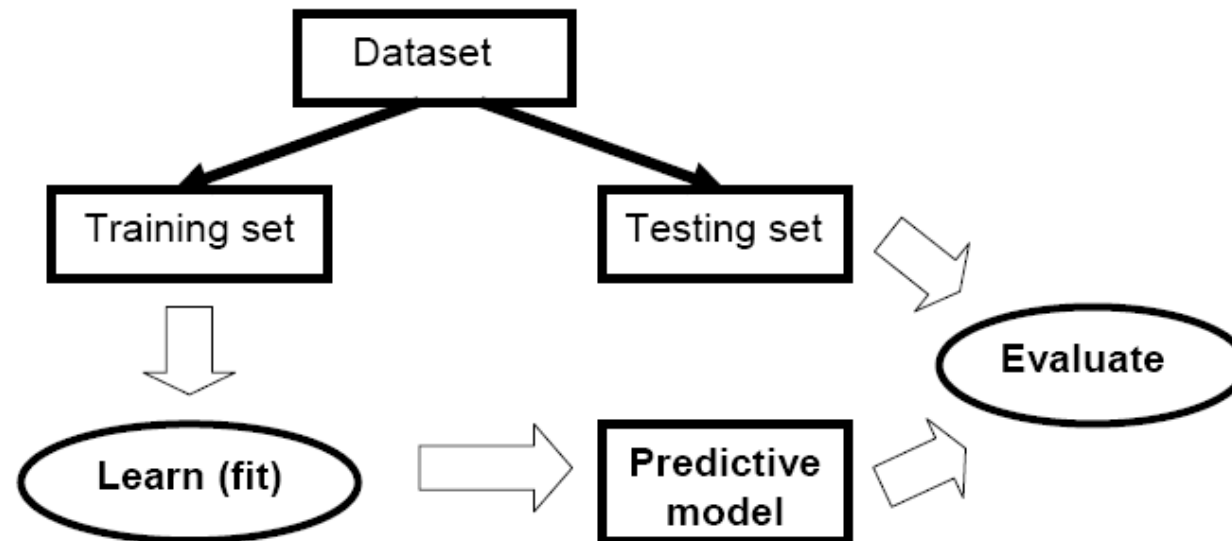 Dataset
Training set
Testing set
Evaluate
Learn (fit)
Predictive
model